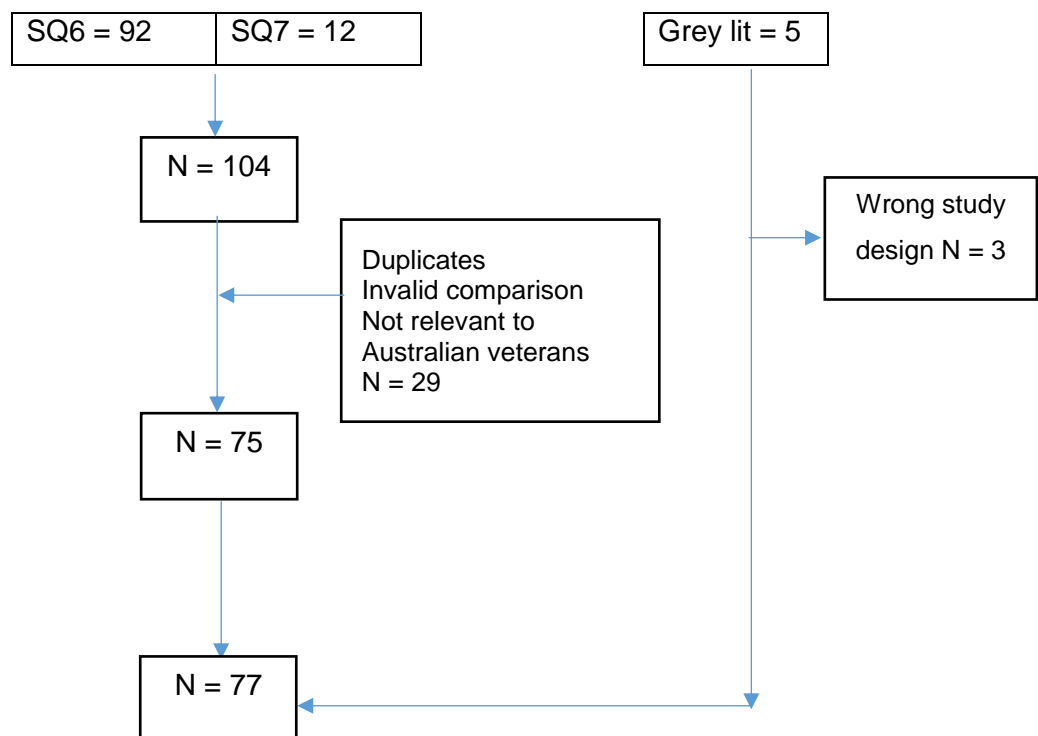 SQ6 = 92
SQ7 = 12
Grey lit = 5
N = 104
Wrong study
design N = 3
Duplicates
Invalid comparison
Not relevant to
Australian veterans
N = 29
N = 75
N = 77